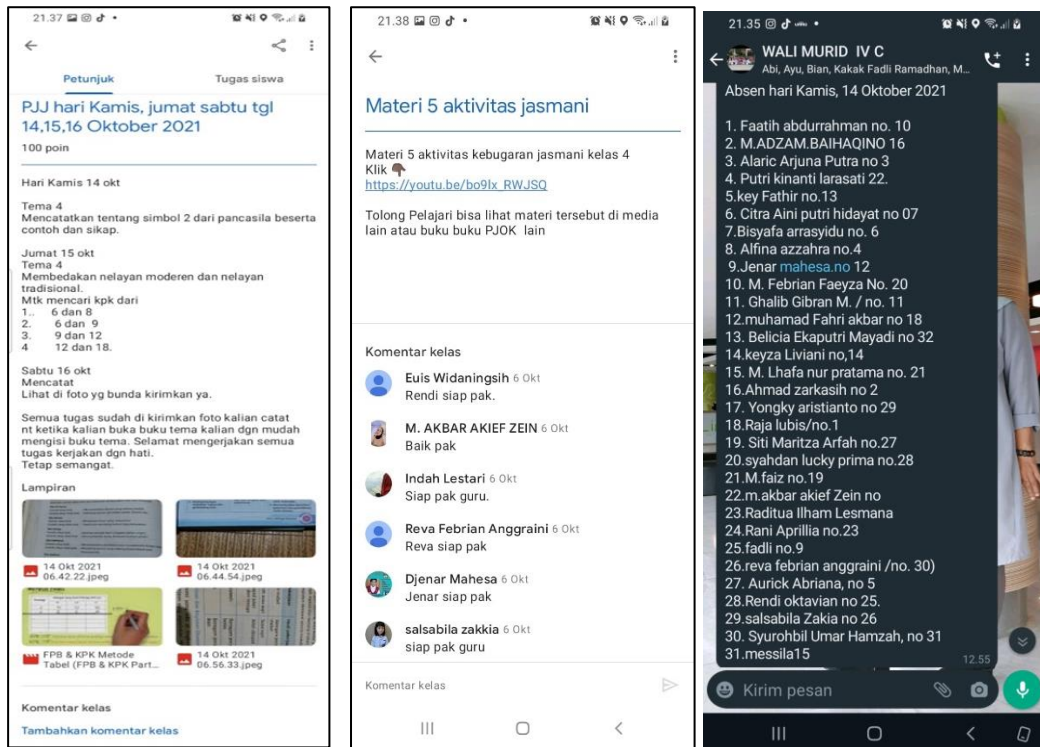 21.37
Petunjuk
Tugas siswa
PJJ hari Kamis, jumat sabtu tgl
14,15,16 Oktober 2021
100 poin
Hari Kamis 14 okt
Tema 4
Mencatatkan tentang simbol 2 dari pancasila beserta
contoh dan sikap.
Jumat 15 okt
Tema 4
Membedakan nelayan moderen dan nelayan
tradisional.
Mtk mencari kpk dari
1.. 6 dan 8
2. 6 dan 9
3. 9 dan 12
4 12 dan 18.
Sabtu 16 okt
Mencatat
Lihat di foto yg bunda kirimkan ya.
Semua tugas sudah di kirimkan foto kalian catat
nt ketika kalian buka buku tema kalian dgn mudah
mengisi buku tema. Selamat mengerjakan semua
tugas kerjakan dgn hati.
Tetap semangat.
Lampiran
14 Okt 2021
06.42.22.jpeg
14 Okt 2021
06.44.54.jpeg
FPB & KPK Metode
Tabel (FPB & KPK Part...
14 Okt 2021
06.56.33.jpeg
Komentar kelas
Tambahkan komentar kelas
21.38
Materi 5 aktivitas jasmani
Materi 5 aktivitas kebugaran jasmani kelas 4
Klik 👇🏾
https://youtu.be/bo9lx_RWJSQ
Tolong Pelajari bisa lihat materi tersebut di media
lain atau buku buku PJOK lain
Komentar kelas
Euis Widaningsih 6 Okt
Rendi siap pak.
M. AKBAR AKIEF ZEIN 6 Okt
Baik pak
Indah Lestari 6 Okt
Siap pak guru.
Reva Febrian Anggraini 6 Okt
Reva siap pak
Djenar Mahesa 6 Okt
Jenar siap pak
salsabila zakkia 6 Okt
siap pak guru
Komentar kelas
21.35
WALI MURID IV C
Abi, Ayu, Bian, Kakak Fadli Ramadhan, M...
Absen hari Kamis, 14 Oktober 2021
1. Faatih abdurrahman no. 10
2. M.ADZAM.BAIHAQINO 16
3. Alaric Arjuna Putra no 3
4. Putri kinanti larasati 22.
5.key Fathir no.13
6. Citra Aini putri hidayat no 07
7.Bisyafa arrasyidu no. 6
8. Alfina azzahra no.4
9.Jenar mahesa.no 12
10. M. Febrian Faeyza No. 20
11. Ghalib Gibran M. / no. 11
12.muhamad Fahri akbar no 18
13. Belicia Ekaputri Mayadi no 32
14.keyza Liviani no,14
15. M. Lhafa nur pratama no. 21
16.Ahmad zarkasih no 2
17. Yongky aristianto no 29
18.Raja lubis/no.1
19. Siti Maritza Arfah no.27
20.syahdan lucky prima no.28
21.M.faiz no.19
22.m.akbar akief Zein no
23.Raditua Ilham Lesmana
24.Rani Aprillia no.23
25.fadli no.9
26.reva febrian anggraini /no. 30)
27. Aurick Abriana, no 5
28.Rendi oktavian no 25.
29.salsabila Zakia no 26
30. Syurohbil Umar Hamzah, no 31
31.messila15
12.55
Kirim pesan